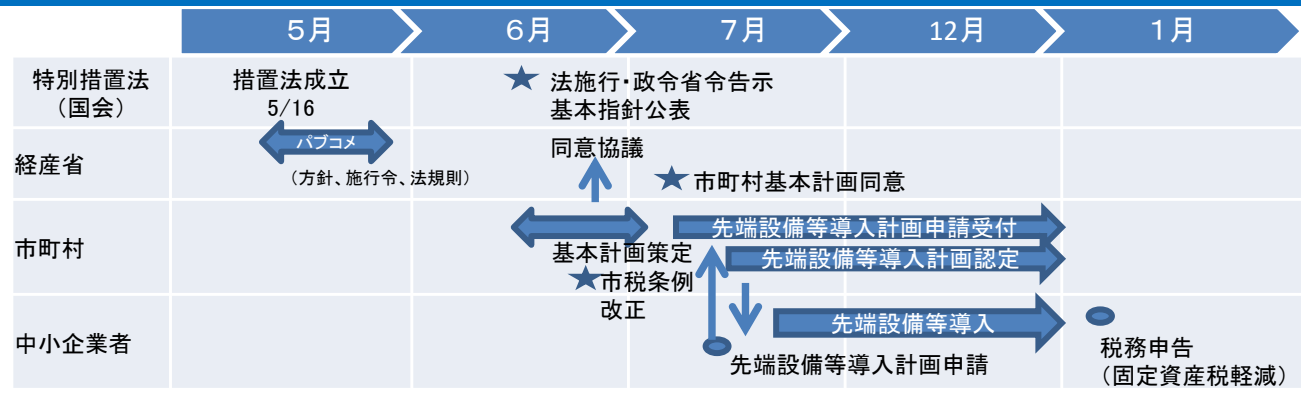 5月
6月
7月
12月
1月
特別措置法
（国会）
措置法成立
5/16
法施行・政令省令告示
基本指針公表
経産省
パブコメ
（方針、施行令、法規則）
同意協議
市町村基本計画同意
市町村
基本計画策定
市税条例
改正
先端設備等導入計画申請受付
先端設備等導入計画認定
中小企業者
先端設備等導入
先端設備等導入計画申請
税務申告
（固定資産税軽減）